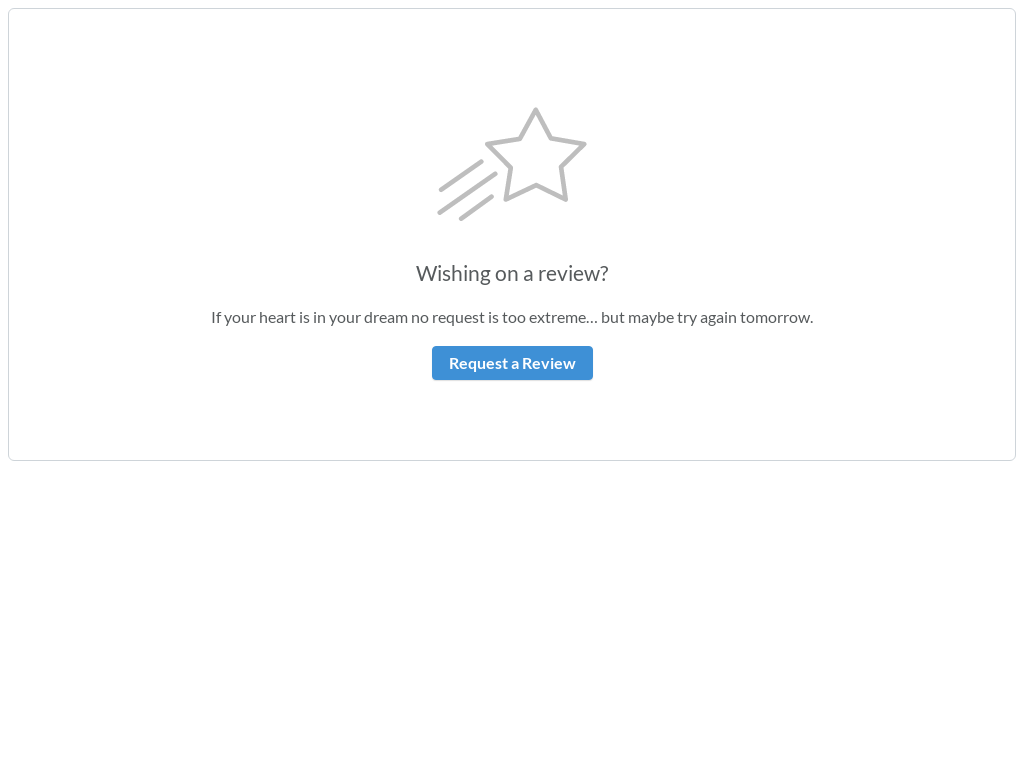 Wishing on a review?
If your heart is in your dream no request is too extreme… but maybe try again tomorrow.
Request a Review